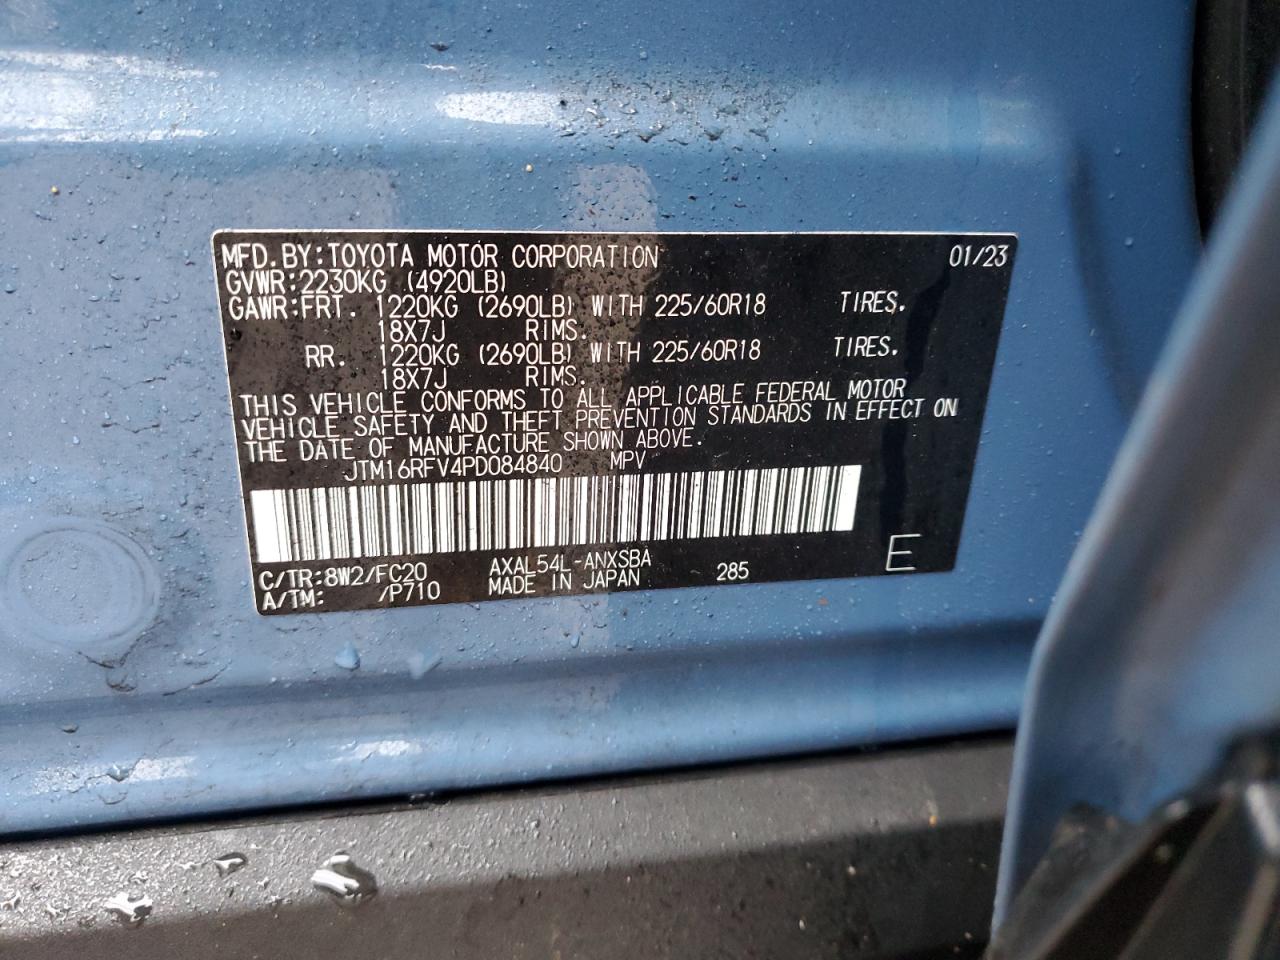 MFD.BY:TOYOTA MOTOR CORPORATION 01/23
GVWR:2230KG (4920LB)
GAWR:FRT. 1220KG (2690LB) WITH 225/60R18 TIRES.
18X7J RIMS.
RR. 1220KG (2690LB) WITH 225/60R18 TIRES.
18X7J RIMS.
THIS VEHICLE CONFORMS TO ALL APPLICABLE FEDERAL MOTOR
VEHICLE SAFETY AND THEFT PREVENTION STANDARDS IN EFFECT ON
THE DATE OF MANUFACTURE SHOWN ABOVE.
JTM16RFV4PD084840 MPV
C/TR:8W2/FC20 AXAL54L-ANXSBA 285 E
A/TM: /P710 MADE IN JAPAN